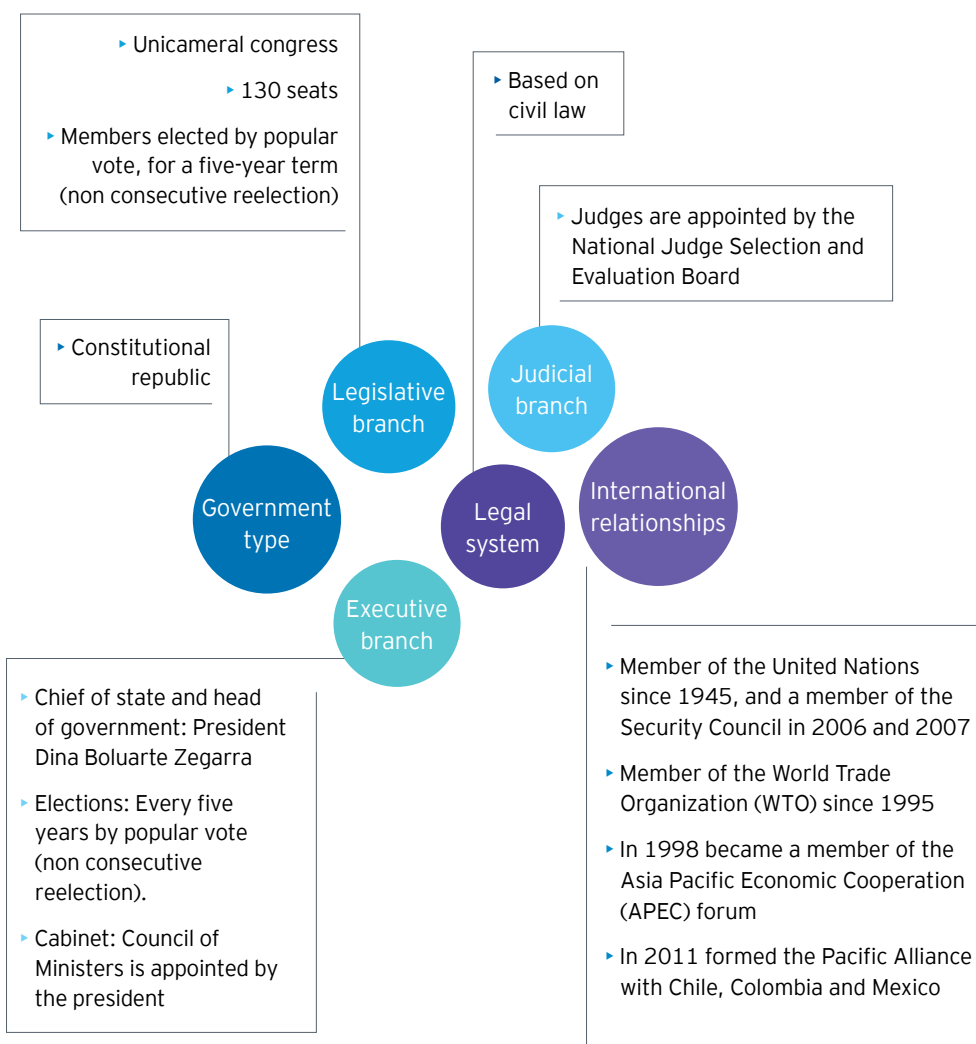 ▸ Unicameral congress
▸ 130 seats
▸ Members elected by popular
vote, for a five-year term
(non consecutive reelection)
▸ Based on
civil law
▸ Judges are appointed by the
National Judge Selection and
Evaluation Board
▸ Constitutional
republic
Legislative
branch
Judicial
branch
Government
type
Legal
system
International
relationships
Executive
branch
▸ Chief of state and head
of government: President
Dina Boluarte Zegarra
▸ Elections: Every five
years by popular vote
(non consecutive
reelection).
▸ Cabinet: Council of
Ministers is appointed by
the president
▸ Member of the United Nations
since 1945, and a member of the
Security Council in 2006 and 2007
▸ Member of the World Trade
Organization (WTO) since 1995
▸ In 1998 became a member of the
Asia Pacific Economic Cooperation
(APEC) forum
▸ In 2011 formed the Pacific Alliance
with Chile, Colombia and Mexico